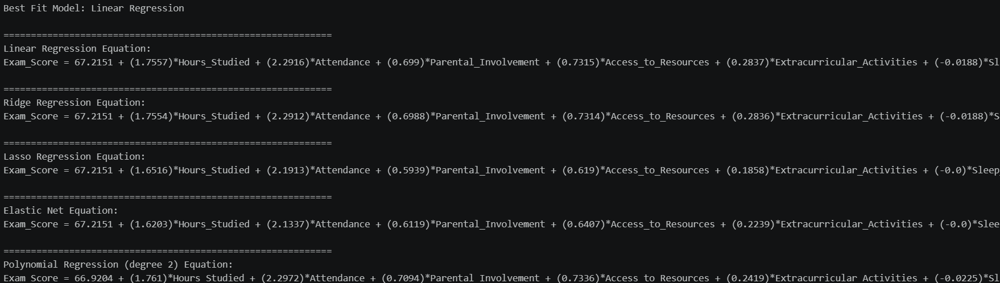 Best Fit Model: Linear Regression
============================================================
Linear Regression Equation:
Exam_Score = 67.2151 + (1.7557)*Hours_Studied + (2.2916)*Attendance + (0.699)*Parental_Involvement + (0.7315)*Access_to_Resources + (0.2837)*Extracurricular_Activities + (-0.0188)*Sl
============================================================
Ridge Regression Equation:
Exam_Score = 67.2151 + (1.7554)*Hours_Studied + (2.2912)*Attendance + (0.6988)*Parental_Involvement + (0.7314)*Access_to_Resources + (0.2836)*Extracurricular_Activities + (-0.0188)*S
============================================================
Lasso Regression Equation:
Exam_Score = 67.2151 + (1.6516)*Hours_Studied + (2.1913)*Attendance + (0.5939)*Parental_Involvement + (0.619)*Access_to_Resources + (0.1858)*Extracurricular_Activities + (-0.0)*Sleep_
============================================================
Elastic Net Equation:
Exam_Score = 67.2151 + (1.6203)*Hours_Studied + (2.1337)*Attendance + (0.6119)*Parental_Involvement + (0.6407)*Access_to_Resources + (0.2239)*Extracurricular_Activities + (-0.0)*Slee
============================================================
Polynomial Regression (degree 2) Equation:
Exam_Score = 66.9204 + (1.761)*Hours_Studied + (2.2972)*Attendance + (0.7094)*Parental_Involvement + (0.7336)*Access_to_Resources + (0.2419)*Extracurricular_Activities + (-0.0225)*Sl